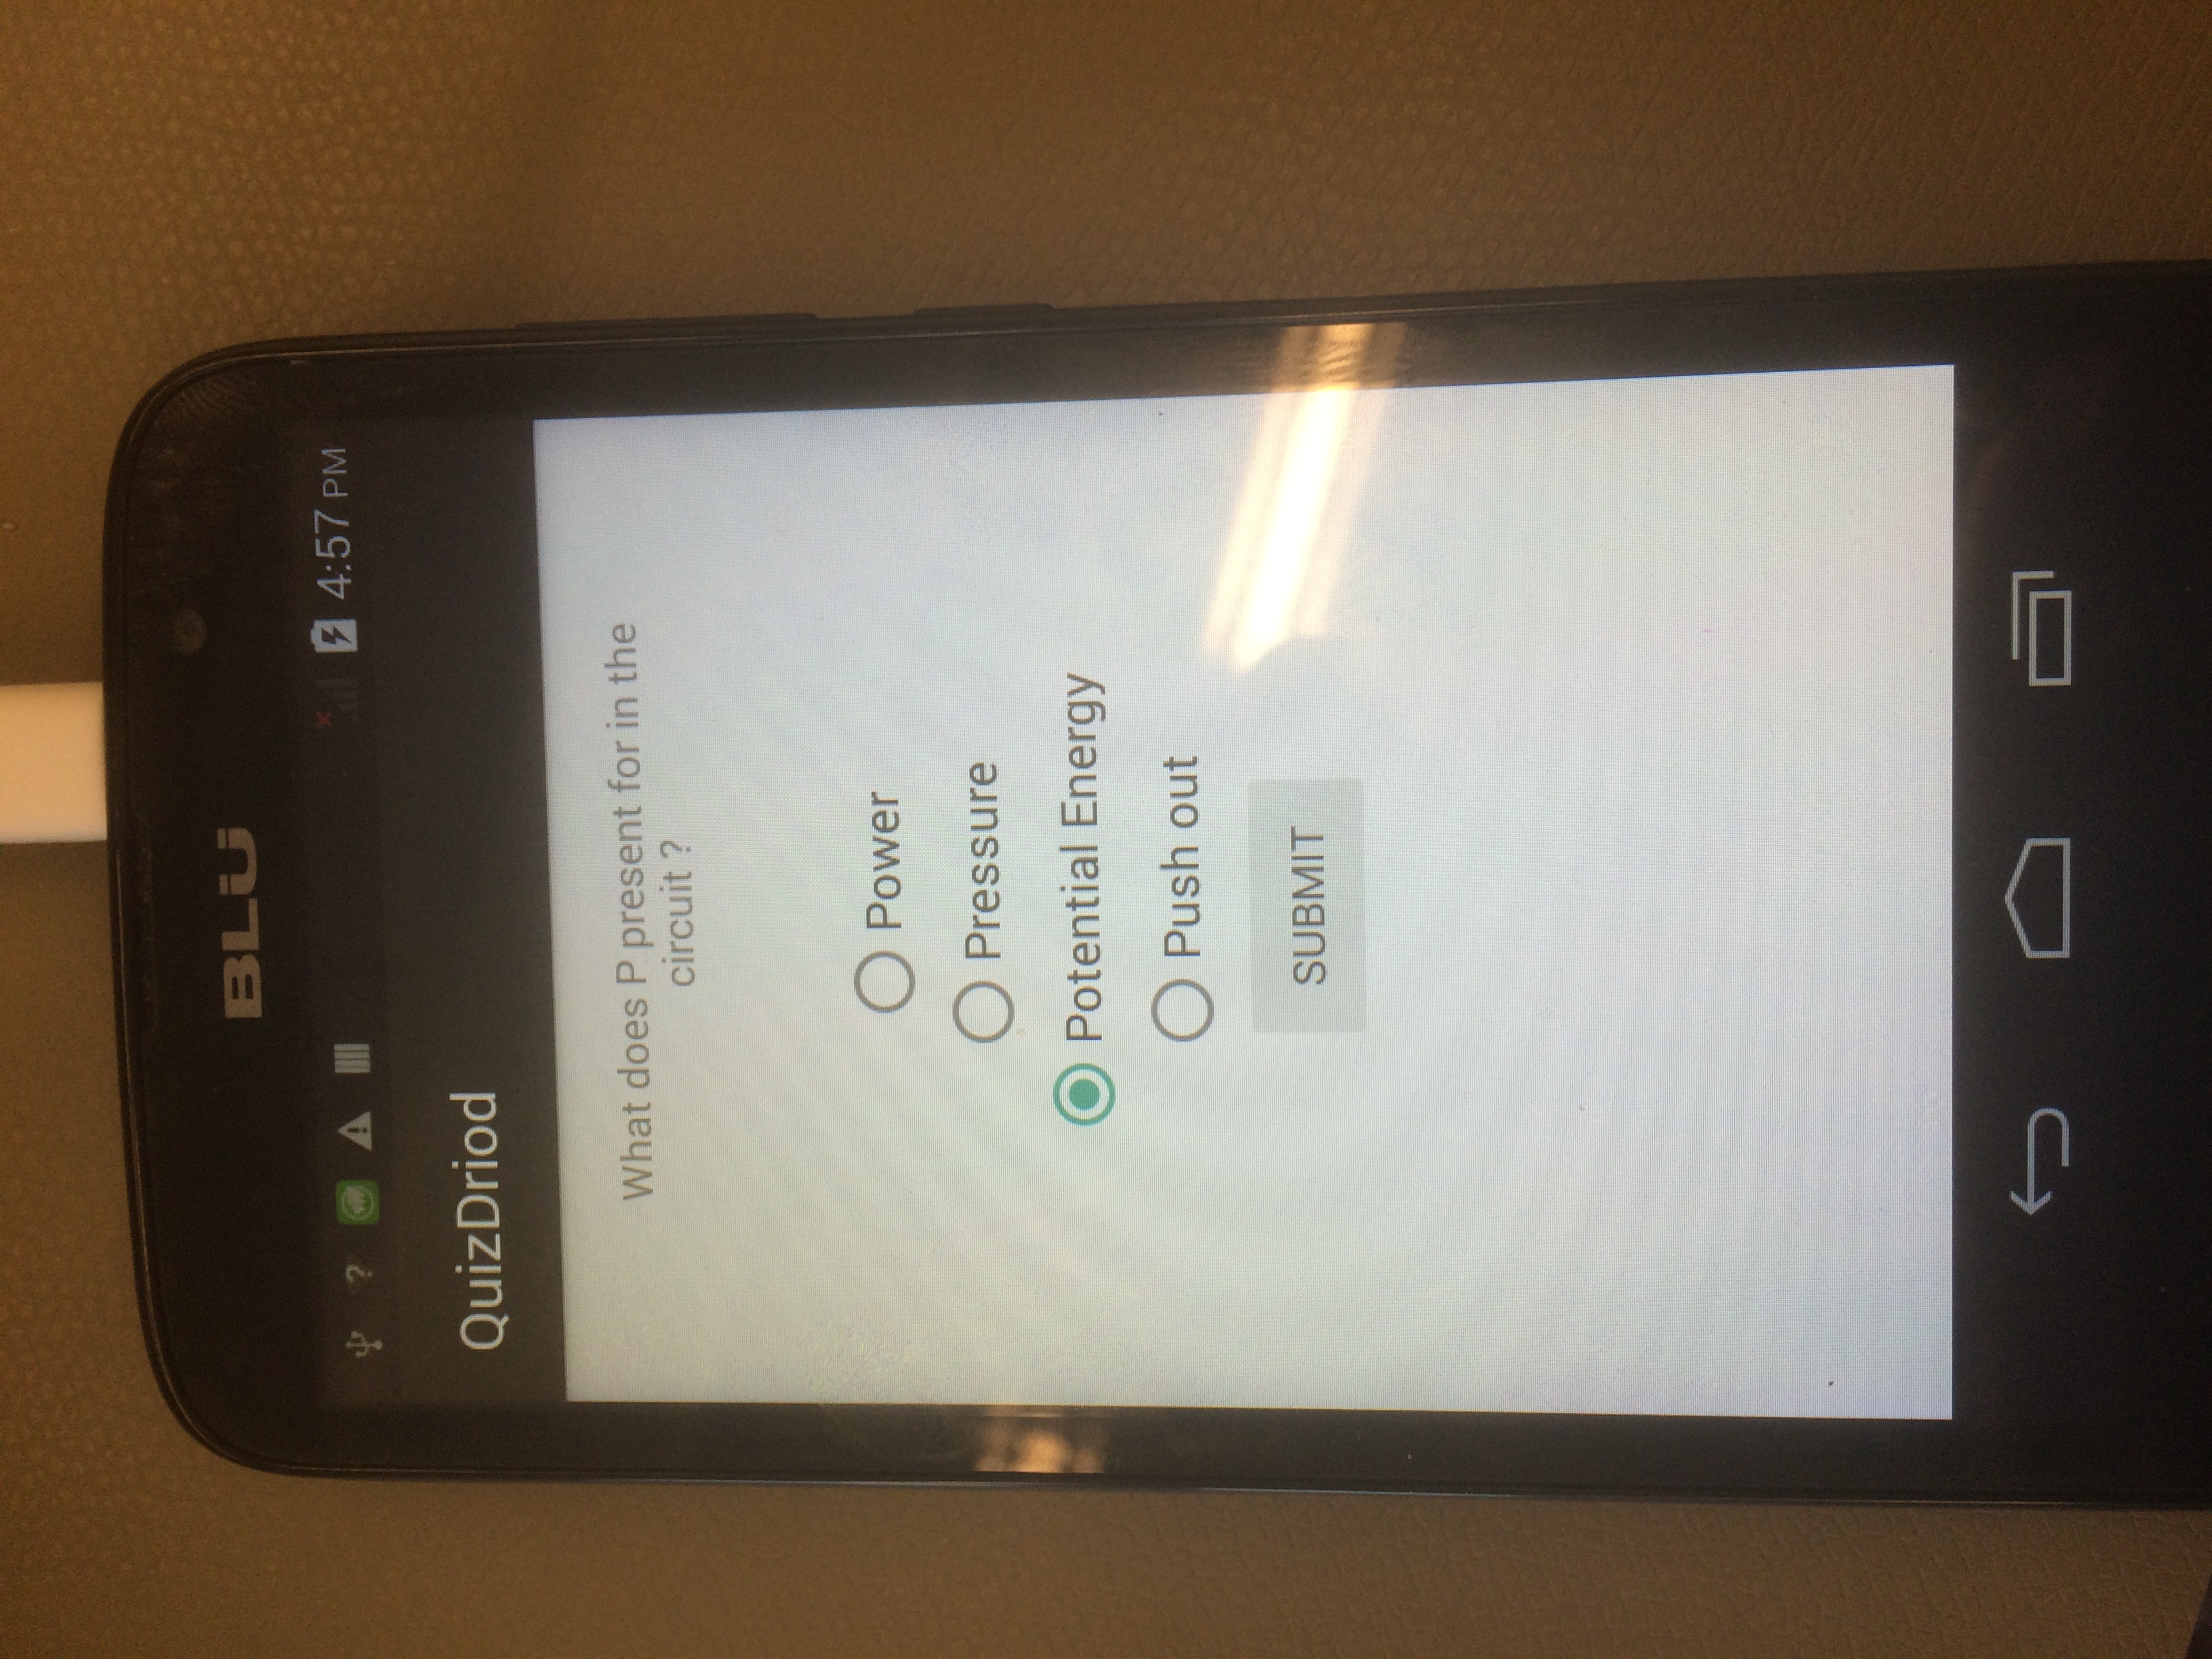 BLU
? 4:57 PM
QuizDriod
What does P present for in the
circuit ?
Power
Pressure
Potential Energy
Push out
SUBMIT